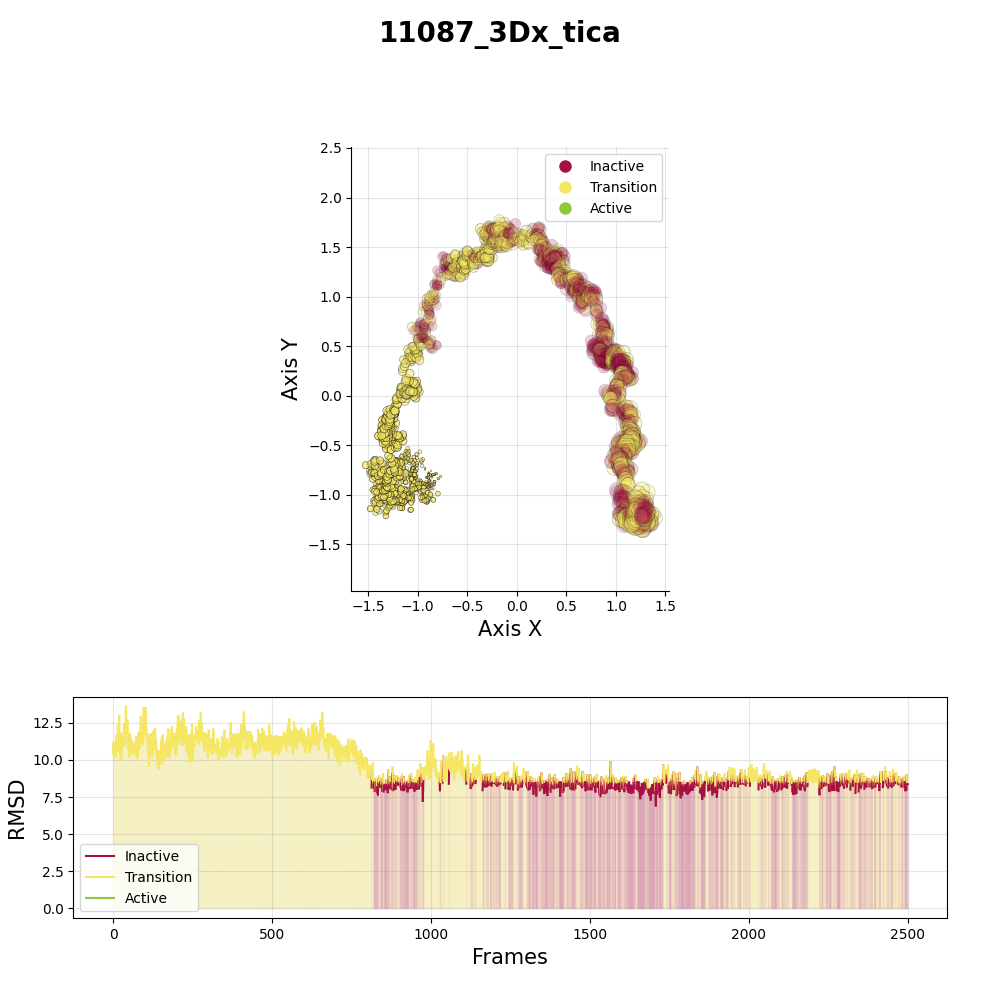 11087_3Dx_tica
2.5
2.0
1.5
1.0
0.5
0.0
−0.5
−1.0
−1.5
Axis Y
Inactive
Transition
Active
−1.5 −1.0 −0.5 0.0 0.5 1.0 1.5
Axis X
12.5
10.0
7.5
5.0
2.5
0.0
RMSD
Inactive
Transition
Active
0 500 1000 1500 2000 2500
Frames